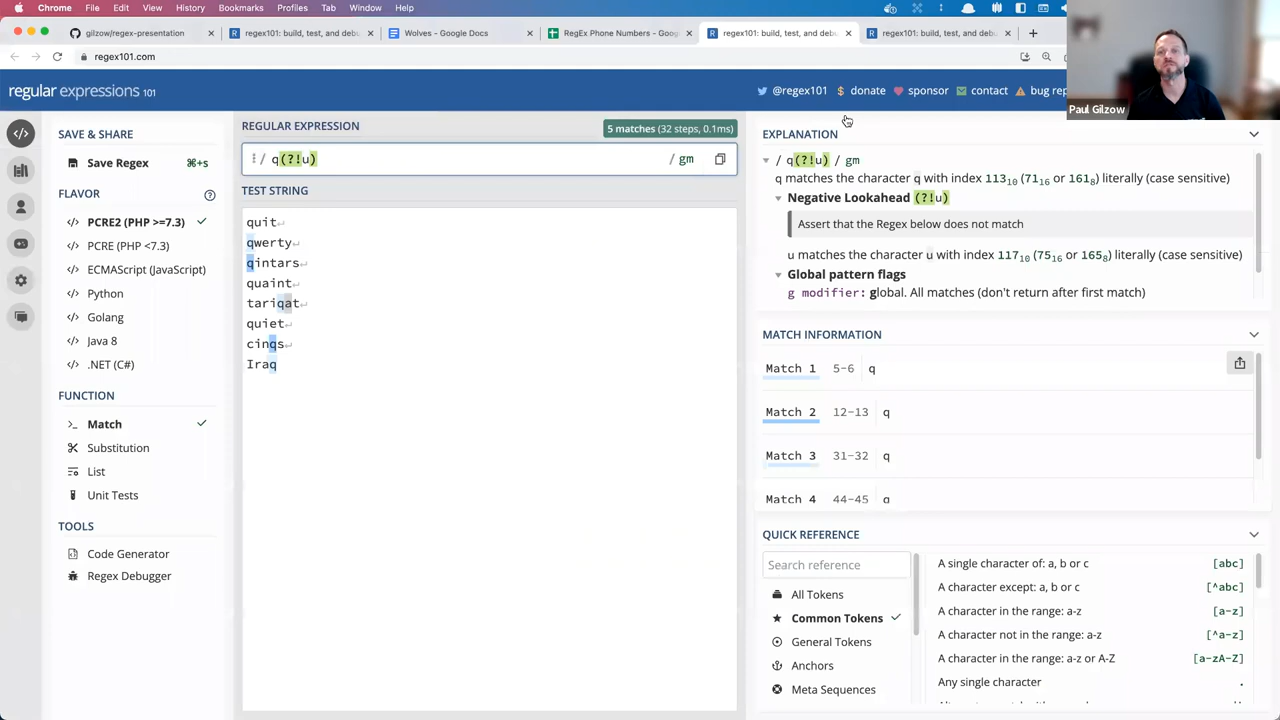 Chrome File Edit View History Bookmarks Profiles Tab Window Help
gilzow/regex-presentation
regex101: build, test, and debu
Wolves - Google Docs
RegEx Phone Numbers - Goog
regex101: build, test, and debu
regex101: build, test, and debu
regex101.com
regular expressions 101
@regex101 donate sponsor contact bug rep
Paul Gilzow
SAVE & SHARE
Save Regex ⌘+s
FLAVOR
PCRE2 (PHP >=7.3)
PCRE (PHP <7.3)
ECMAScript (JavaScript)
Python
Golang
Java 8
.NET (C#)
FUNCTION
Match
Substitution
List
Unit Tests
TOOLS
Code Generator
Regex Debugger
REGULAR EXPRESSION
5 matches (32 steps, 0.1ms)
/ q(?!u) / gm
TEST STRING
quit
qwerty
qintars
quaint
tariqat
quiet
cinqs
Iraq
EXPLANATION
/ q(?!u) / gm
q matches the character q with index 113₁₀ (71₁₆ or 161₈) literally (case sensitive)
Negative Lookahead (?!u)
Assert that the Regex below does not match
u matches the character u with index 117₁₀ (75₁₆ or 165₈) literally (case sensitive)
Global pattern flags
g modifier: global. All matches (don't return after first match)
MATCH INFORMATION
Match 1 5-6 q
Match 2 12-13 q
Match 3 31-32 q
Match 4 44-45 q
QUICK REFERENCE
Search reference
All Tokens
Common Tokens
General Tokens
Anchors
Meta Sequences
A single character of: a, b or c [abc]
A character except: a, b or c [^abc]
A character in the range: a-z [a-z]
A character not in the range: a-z [^a-z]
A character in the range: a-z or A-Z [a-zA-Z]
Any single character .